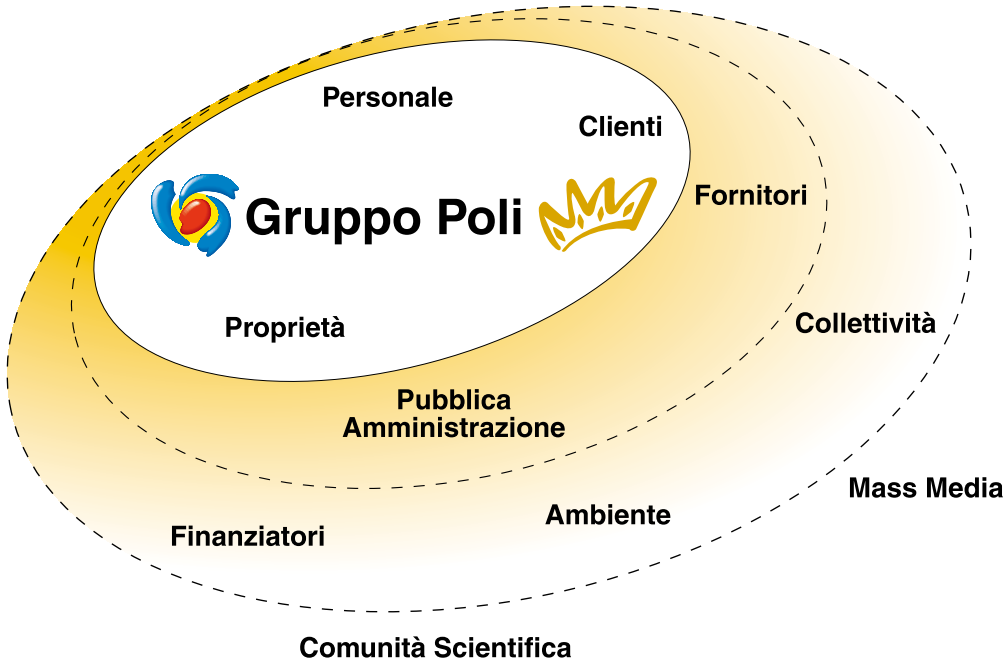 Personale
Clienti
Fornitori
Gruppo Poli
Collettività
Proprietà
Pubblica
Amministrazione
Mass Media
Ambiente
Finanziatori
Comunità Scientifica